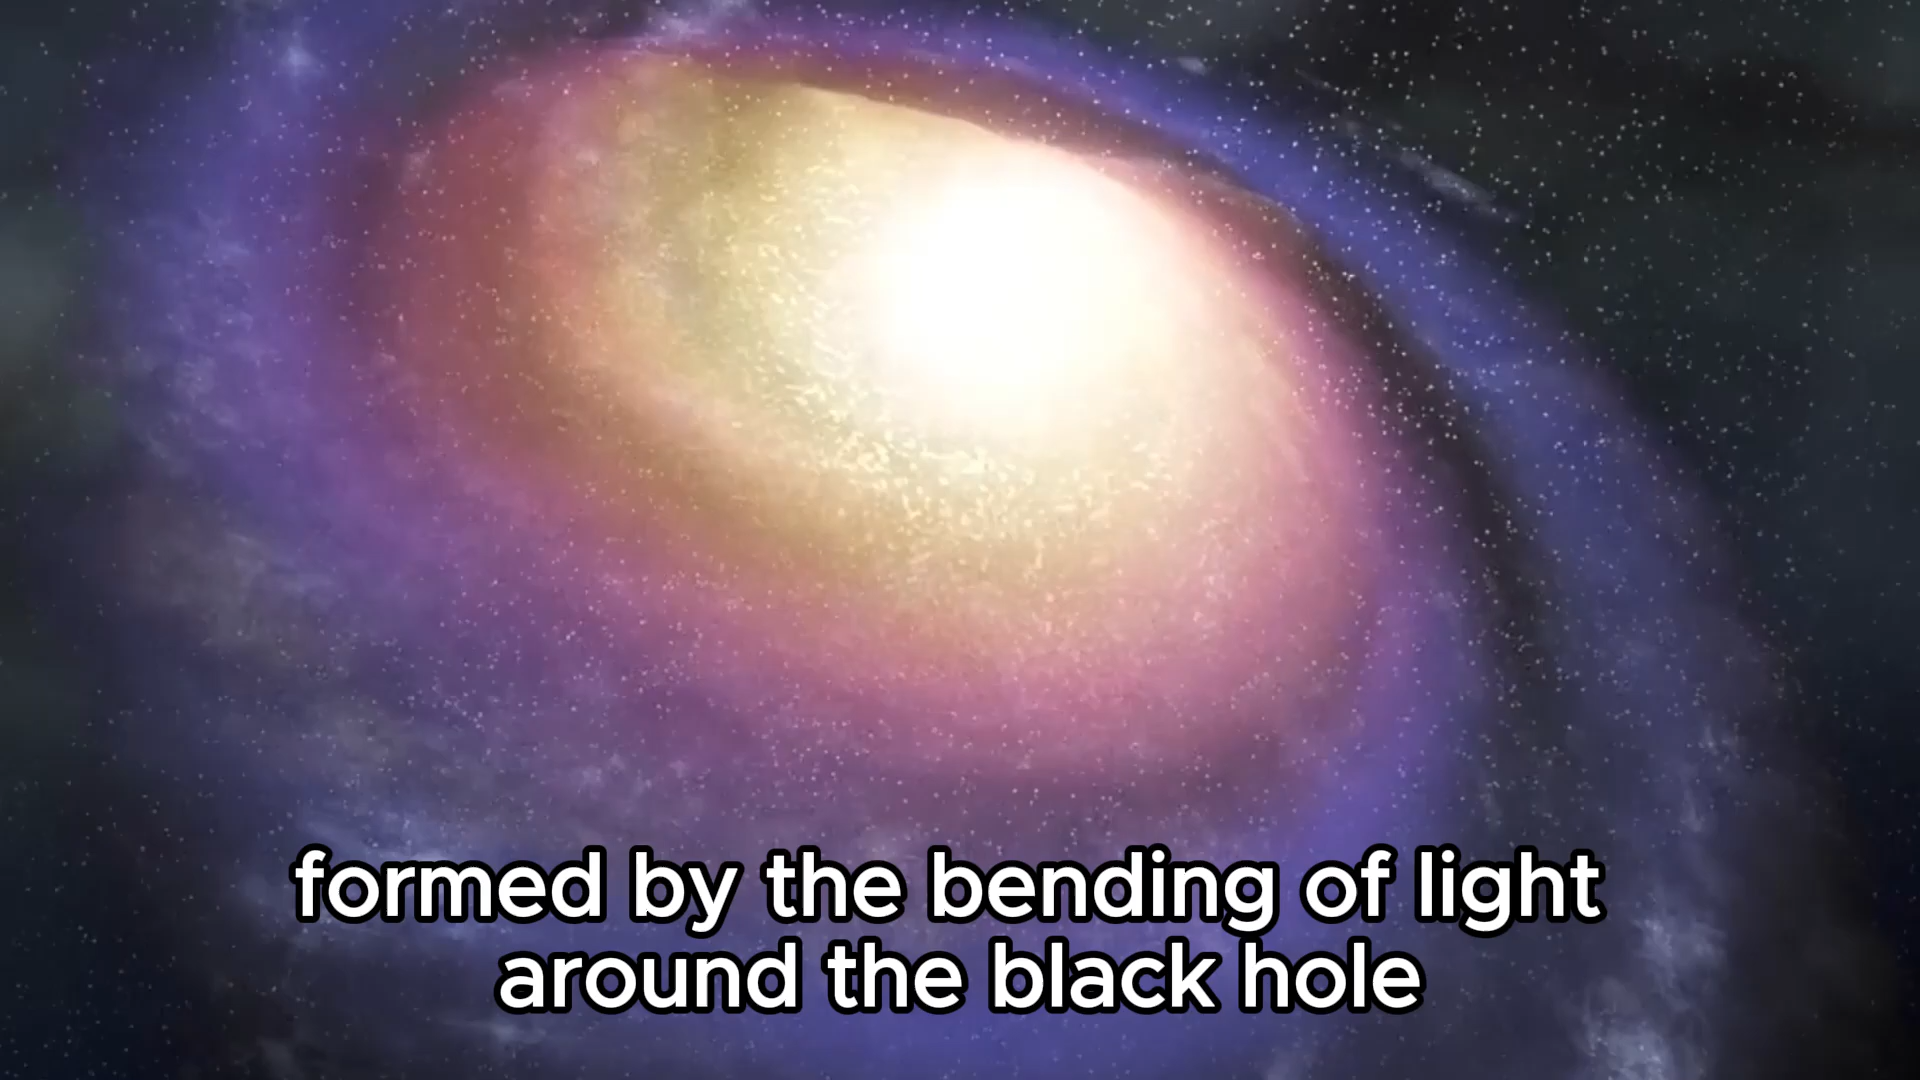 formed by the bending of light
around the black hole